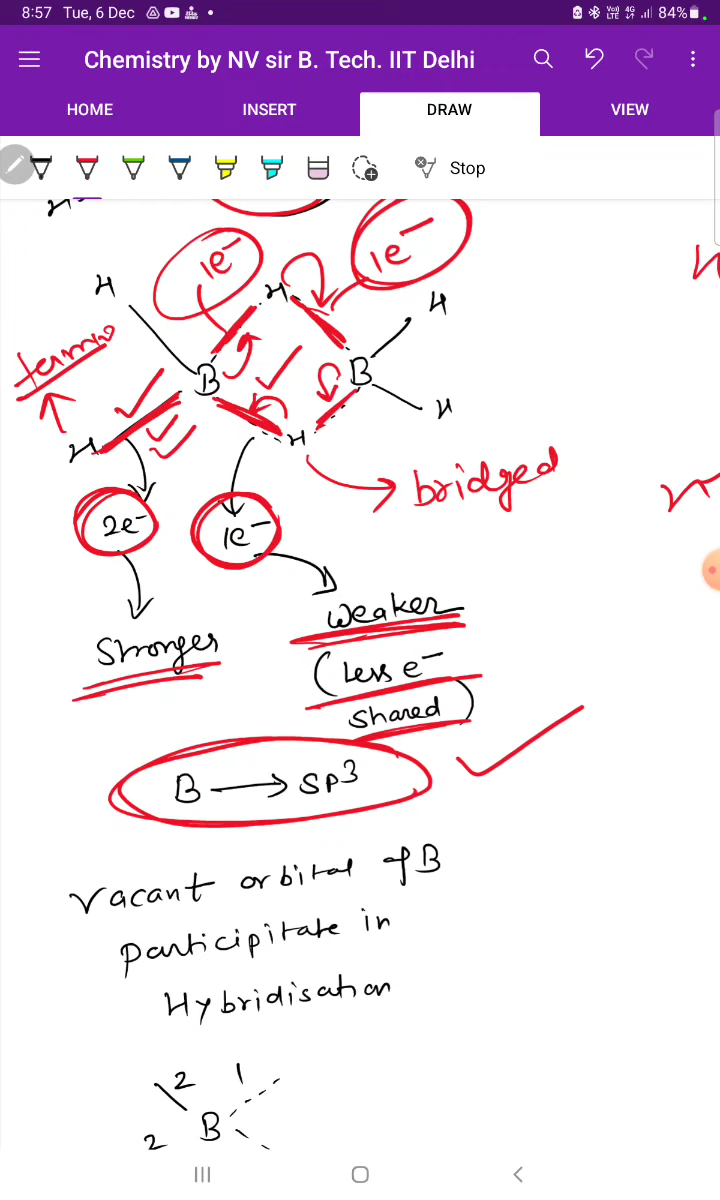 8:57 Tue, 6 Dec
84%
Chemistry by NV sir B. Tech. IIT Delhi
HOME INSERT DRAW VIEW
Stop
1e⁻ 1e⁻
H H H
B B
H H H
bridged
2e⁻ 1e⁻
Stronger
Weaker
(Less e⁻
Shared)
B → SP³
Vacant orbital of B
Participitate in
Hybridisation
2 1
B
2